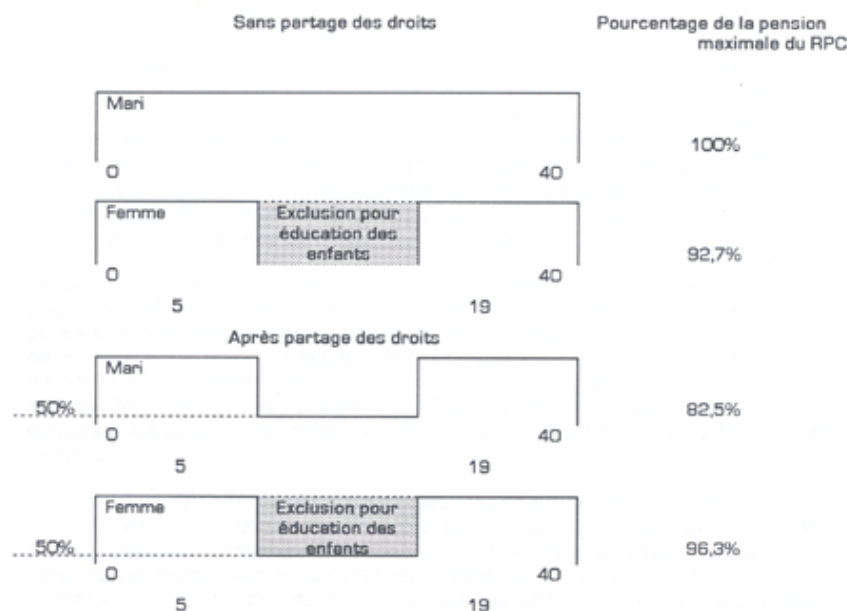 Sans partage des droits
Pourcentage de la pension
maximale du RPC
Mari
0
40
100%
Femme
Exclusion pour
éducation des
enfants
0
40
92,7%
5
19
Après partage des droits
Mari
50%
0
40
82,5%
5
19
Femme
Exclusion pour
éducation des
enfants
50%
0
40
96,3%
5
19